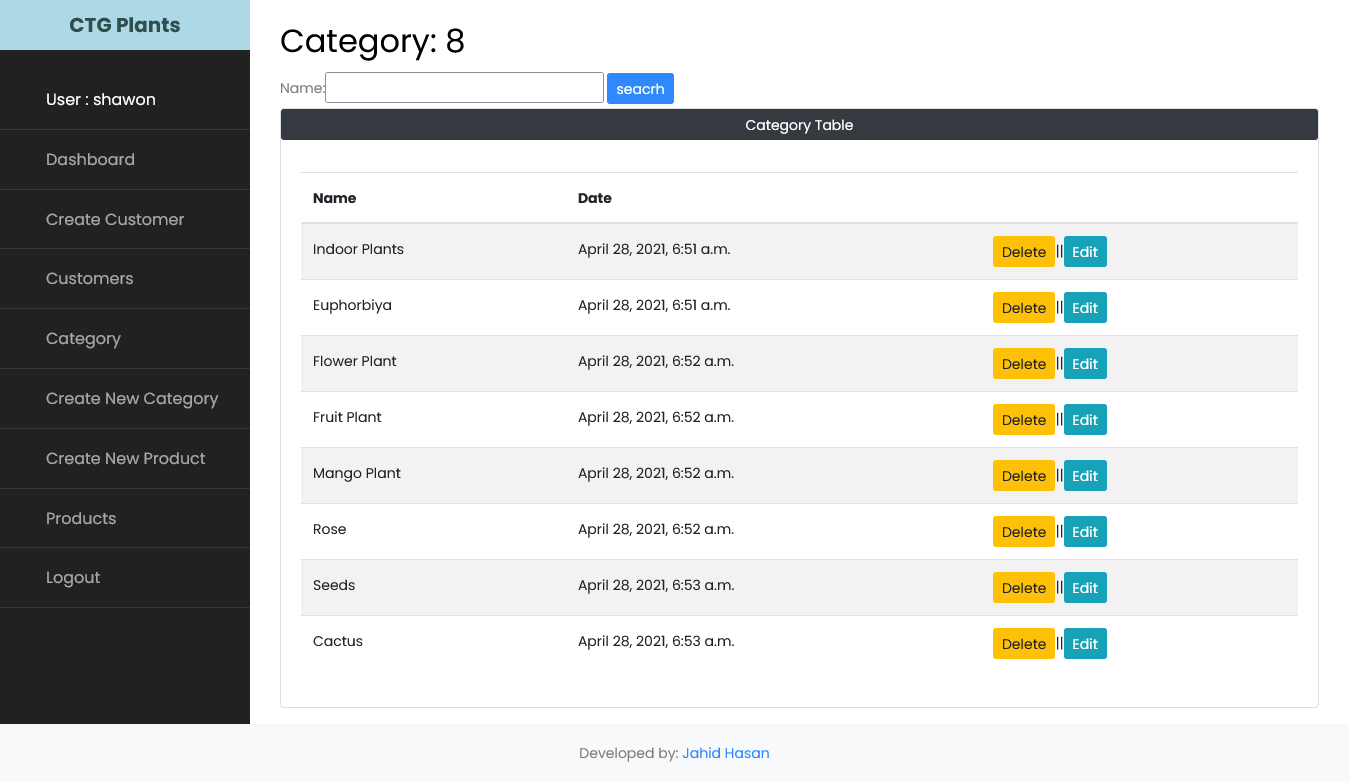 CTG Plants
User : shawon
Dashboard
Create Customer
Customers
Category
Create New Category
Create New Product
Products
Logout
Category: 8
Name: seacrh
Category Table
Name Date
Indoor Plants April 28, 2021, 6:51 a.m. Delete || Edit
Euphorbiya April 28, 2021, 6:51 a.m. Delete || Edit
Flower Plant April 28, 2021, 6:52 a.m. Delete || Edit
Fruit Plant April 28, 2021, 6:52 a.m. Delete || Edit
Mango Plant April 28, 2021, 6:52 a.m. Delete || Edit
Rose April 28, 2021, 6:52 a.m. Delete || Edit
Seeds April 28, 2021, 6:53 a.m. Delete || Edit
Cactus April 28, 2021, 6:53 a.m. Delete || Edit
Developed by: Jahid Hasan